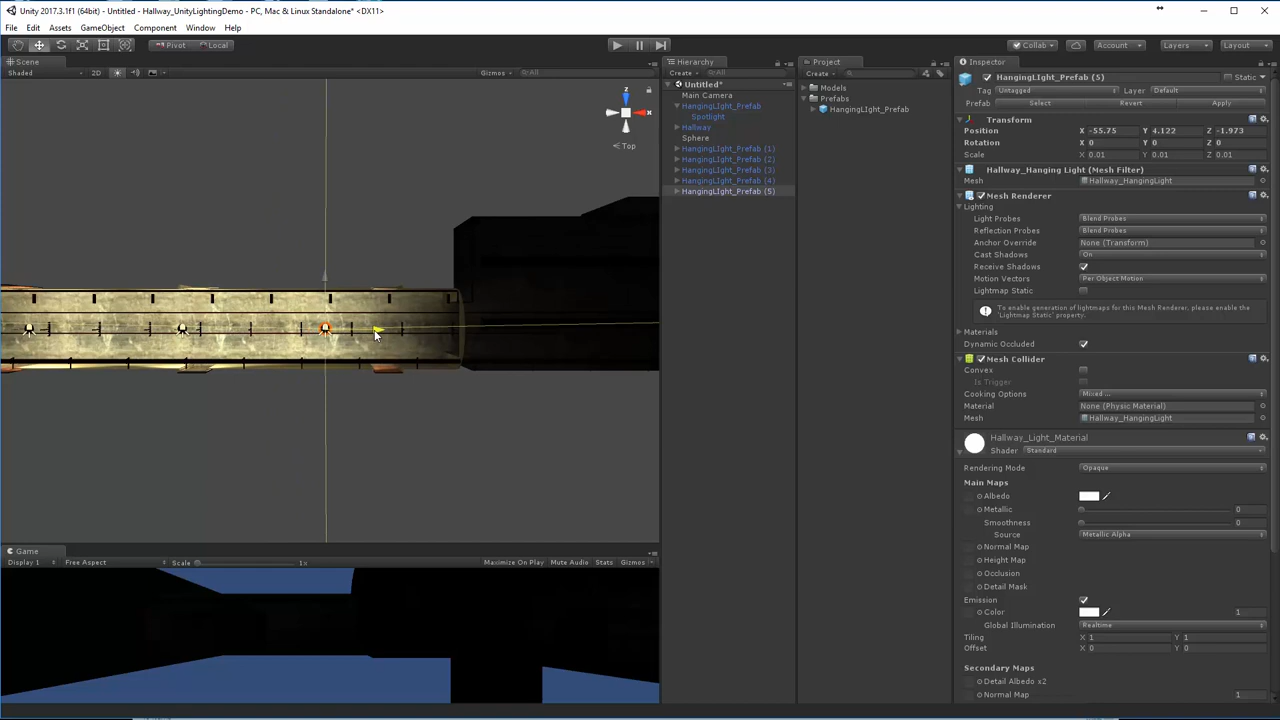 Unity 2017.3.1f1 (64bit) - Untitled - Hallway_UnityLightingDemo - PC, Mac & Linux Standalone* <DX11>
File Edit Assets GameObject Component Window Help
Pivot Local Collab Account Layers Layout
Scene
Shaded 2D Gizmos All
z
x
Top
Game
Display 1 Free Aspect Scale 1x Maximize On Play Mute Audio Stats Gizmos
Hierarchy
Create All
Untitled*
Main Camera
HangingLIght_Prefab
Spotlight
Hallway
Sphere
HangingLIght_Prefab (1)
HangingLIght_Prefab (2)
HangingLIght_Prefab (3)
HangingLIght_Prefab (4)
HangingLIght_Prefab (5)
Project
Create
Models
Prefabs
HangingLIght_Prefab
Inspector
HangingLIght_Prefab (5) Static
Tag Untagged Layer Default
Prefab Select Revert Apply
Transform
Position X -55.75 Y 4.122 Z -1.973
Rotation X 0 Y 0 Z 0
Scale X 0.01 Y 0.01 Z 0.01
Hallway_Hanging Light (Mesh Filter)
Mesh Hallway_HangingLight
Mesh Renderer
Lighting
Light Probes Blend Probes
Reflection Probes Blend Probes
Anchor Override None (Transform)
Cast Shadows On
Receive Shadows
Motion Vectors Per Object Motion
Lightmap Static
To enable generation of lightmaps for this Mesh Renderer, please enable the
'Lightmap Static' property.
Materials
Dynamic Occluded
Mesh Collider
Convex
Is Trigger
Cooking Options Mixed ...
Material None (Physic Material)
Mesh Hallway_HangingLight
Hallway_Light_Material
Shader Standard
Rendering Mode Opaque
Main Maps
Albedo
Metallic 0
Smoothness 0
Source Metallic Alpha
Normal Map
Height Map
Occlusion
Detail Mask
Emission
Color 1
Global Illumination Realtime
Tiling X 1 Y 1
Offset X 0 Y 0
Secondary Maps
Detail Albedo x2
Normal Map 1